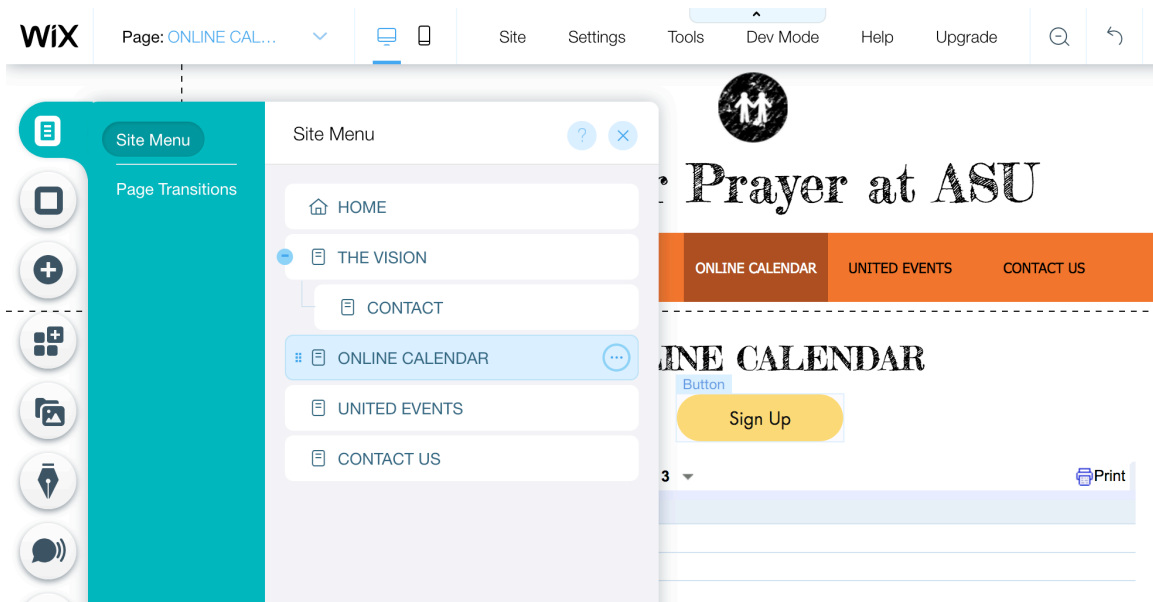 WiX
Page: ONLINE CAL...
Site
Settings
Tools
Dev Mode
Help
Upgrade
Site Menu
Page Transitions
Site Menu
?
HOME
THE VISION
CONTACT
ONLINE CALENDAR
UNITED EVENTS
CONTACT US
Prayer at ASU
ONLINE CALENDAR
UNITED EVENTS
CONTACT US
INE CALENDAR
Button
Sign Up
3
Print